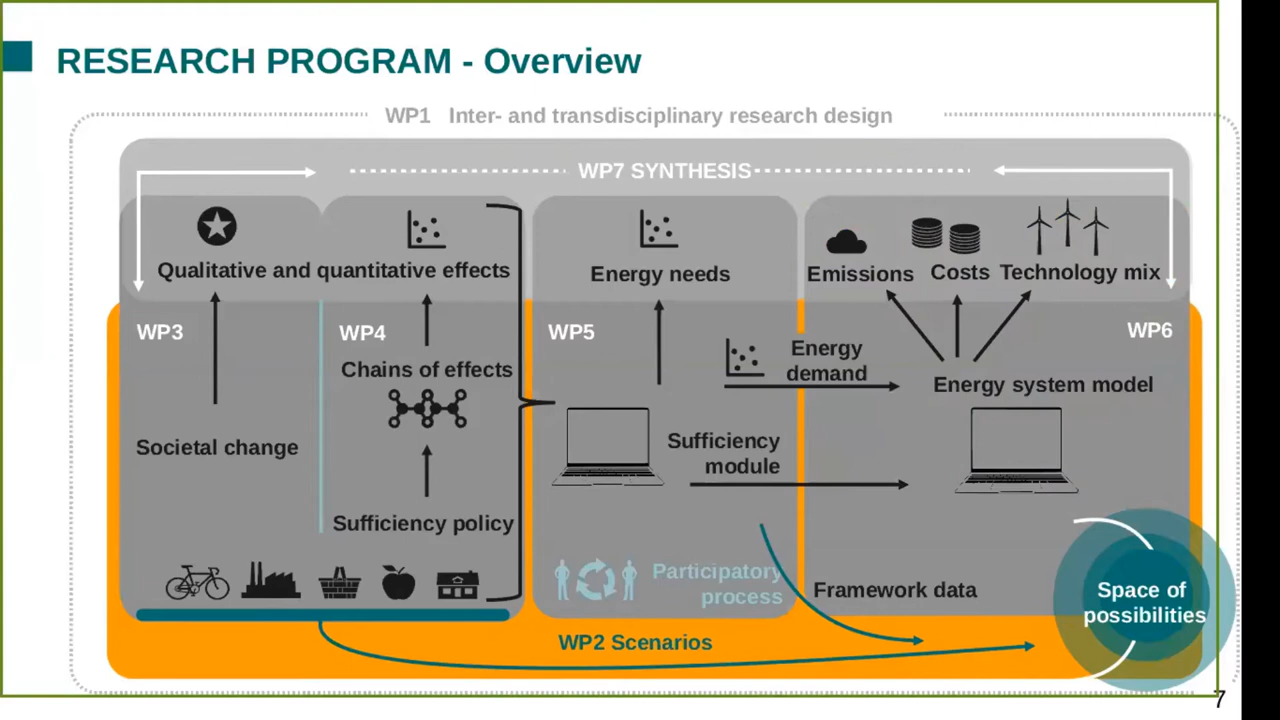 RESEARCH PROGRAM - Overview
WP1 Inter- and transdisciplinary research design
WP7 SYNTHESIS
Qualitative and quantitative effects
Energy needs
Emissions
Costs
Technology mix
WP3
WP4
WP5
WP6
Chains of effects
Energy
demand
Energy system model
Societal change
Sufficiency
module
Sufficiency policy
Participatory
process
Framework data
Space of
possibilities
WP2 Scenarios
7